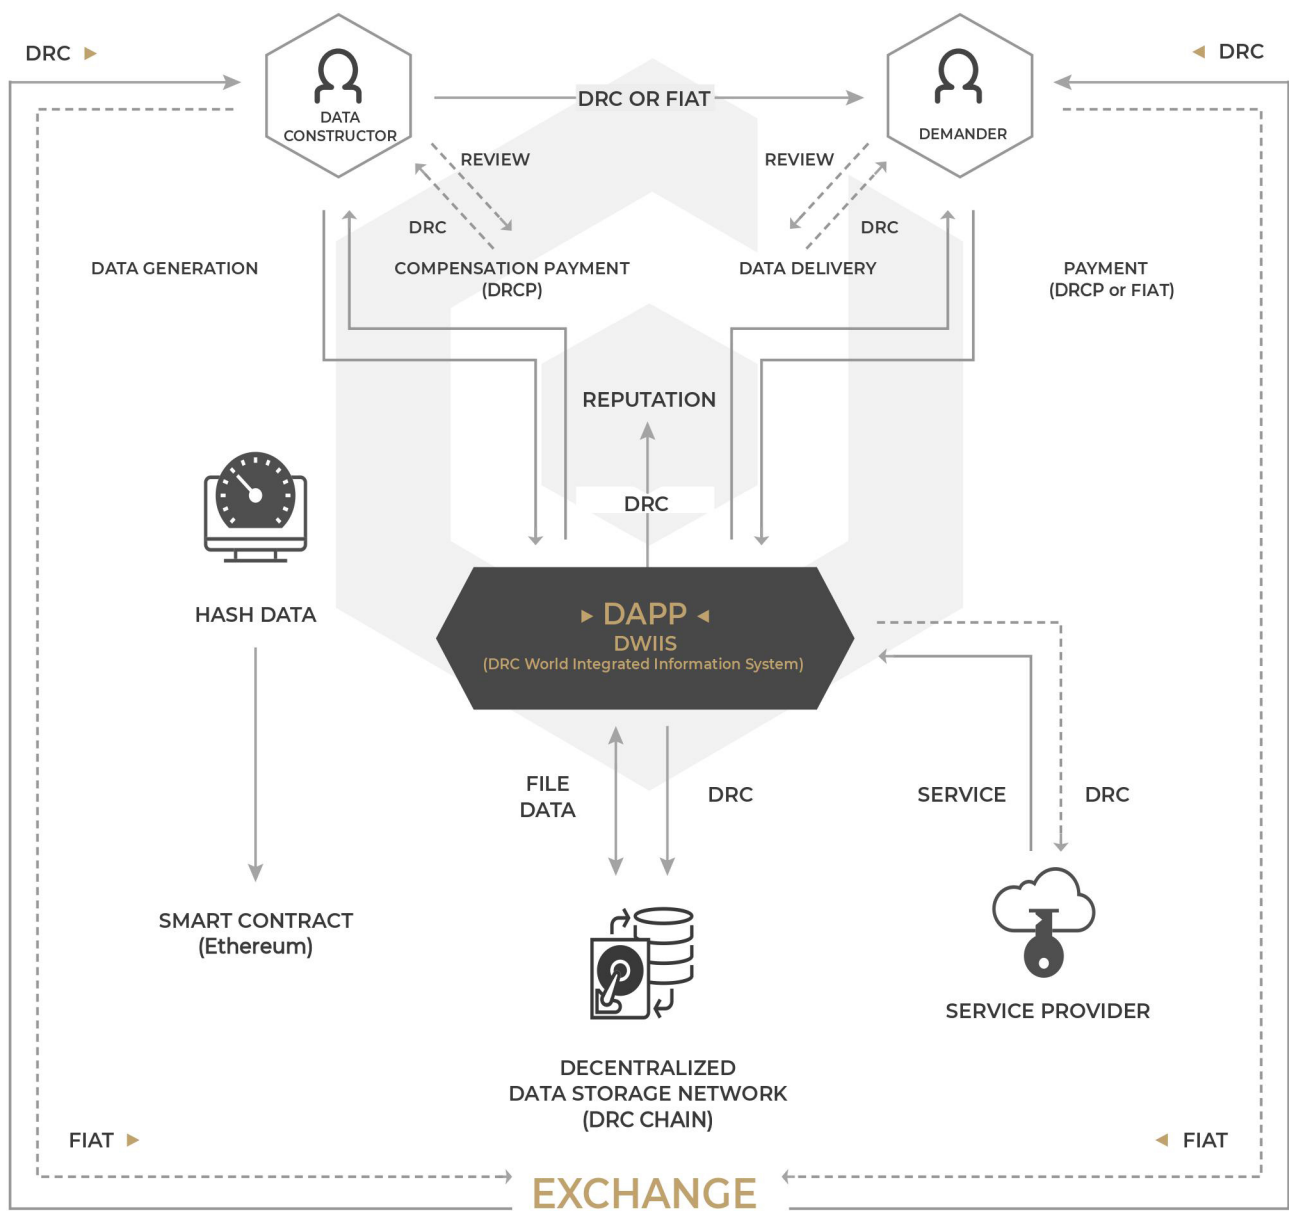 DRC
DRC
DATA
CONSTRUCTOR
DRC OR FIAT
DEMANDER
REVIEW
REVIEW
DRC
DRC
DATA GENERATION
COMPENSATION PAYMENT
(DRCP)
DATA DELIVERY
PAYMENT
(DRCP or FIAT)
REPUTATION
DRC
HASH DATA
DAPP
DWIIS
(DRC World Integrated Information System)
FILE
DATA
DRC
SERVICE
DRC
SMART CONTRACT
(Ethereum)
SERVICE PROVIDER
DECENTRALIZED
DATA STORAGE NETWORK
(DRC CHAIN)
FIAT
FIAT
EXCHANGE